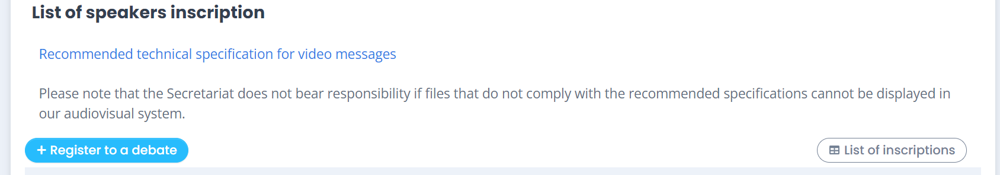 List of speakers inscription
Recommended technical specification for video messages
Please note that the Secretariat does not bear responsibility if files that do not comply with the recommended specifications cannot be displayed in
our audiovisual system.
+ Register to a debate
List of inscriptions